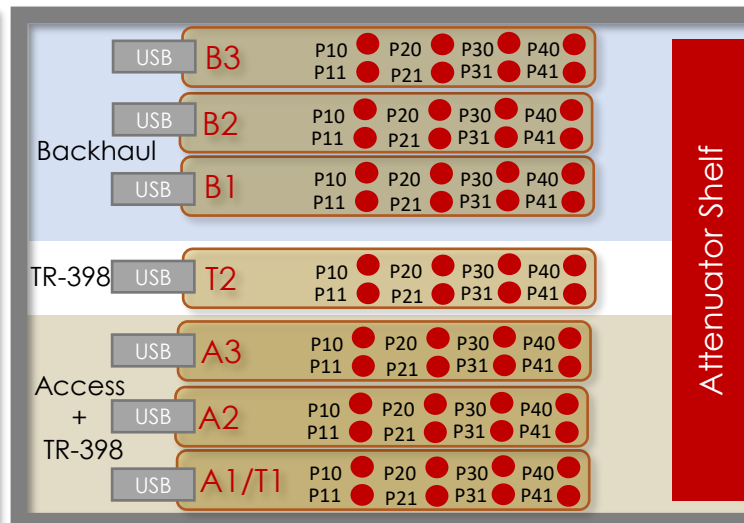 USB B3 P10 P20 P30 P40
P11 P21 P31 P41
USB B2 P10 P20 P30 P40
P11 P21 P31 P41
Backhaul
USB B1 P10 P20 P30 P40
P11 P21 P31 P41
TR-398 USB T2 P10 P20 P30 P40
P11 P21 P31 P41
USB A3 P10 P20 P30 P40
P11 P21 P31 P41
Access
+
TR-398
USB A2 P10 P20 P30 P40
P11 P21 P31 P41
USB A1/T1 P10 P20 P30 P40
P11 P21 P31 P41
Attenuator Shelf